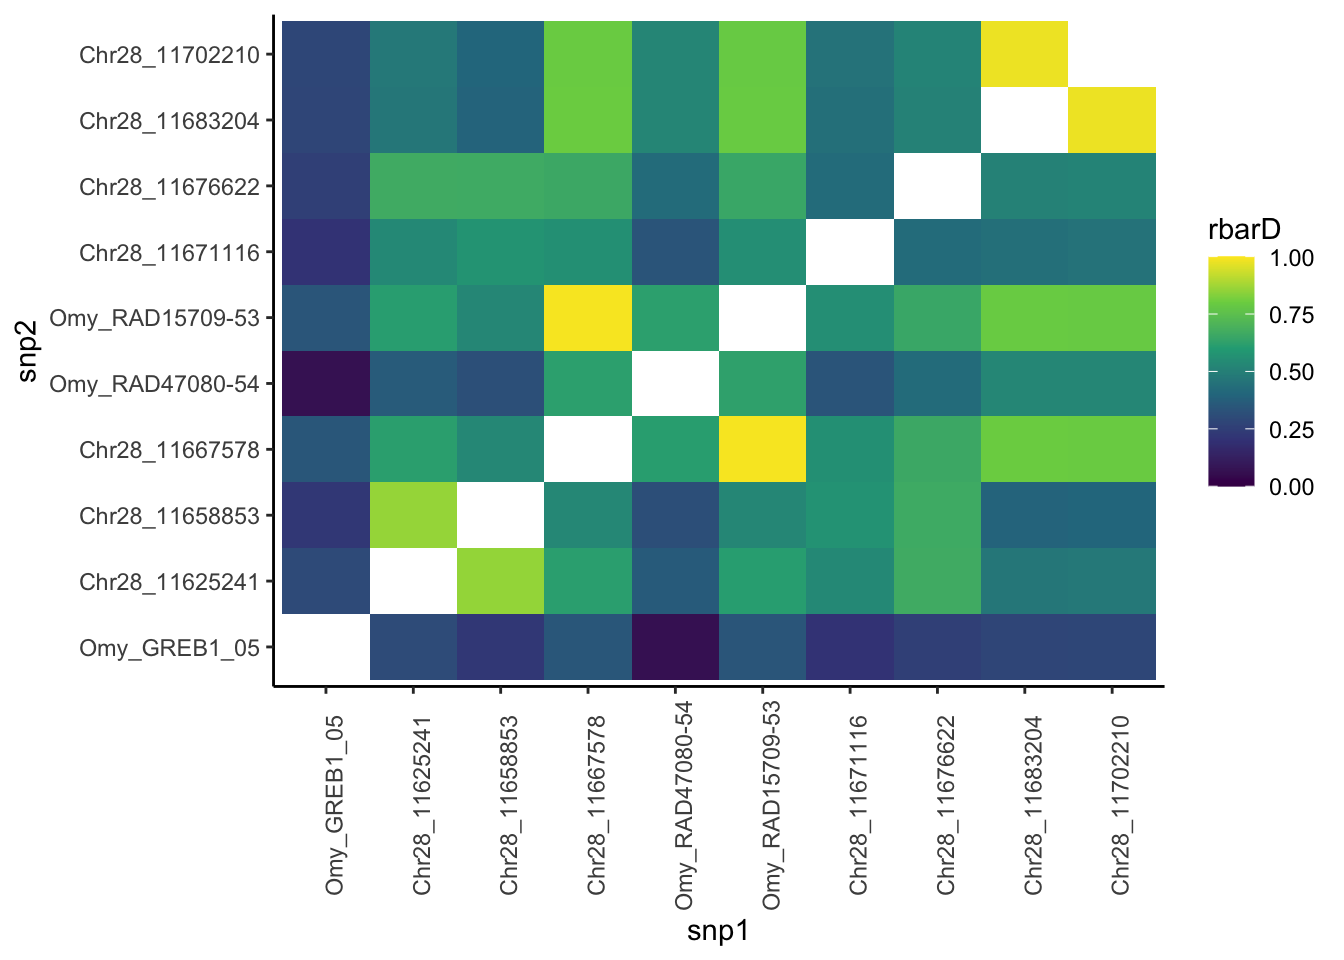 Chr28_11702210
Chr28_11683204
Chr28_11676622
Chr28_11671116
Omy_RAD15709-53
Omy_RAD47080-54
Chr28_11667578
Chr28_11658853
Chr28_11625241
Omy_GREB1_05
snp2
Omy_GREB1_05
Chr28_11625241
Chr28_11658853
Chr28_11667578
Omy_RAD47080-54
Omy_RAD15709-53
Chr28_11671116
Chr28_11676622
Chr28_11683204
Chr28_11702210
snp1
rbarD
1.00
0.75
0.50
0.25
0.00